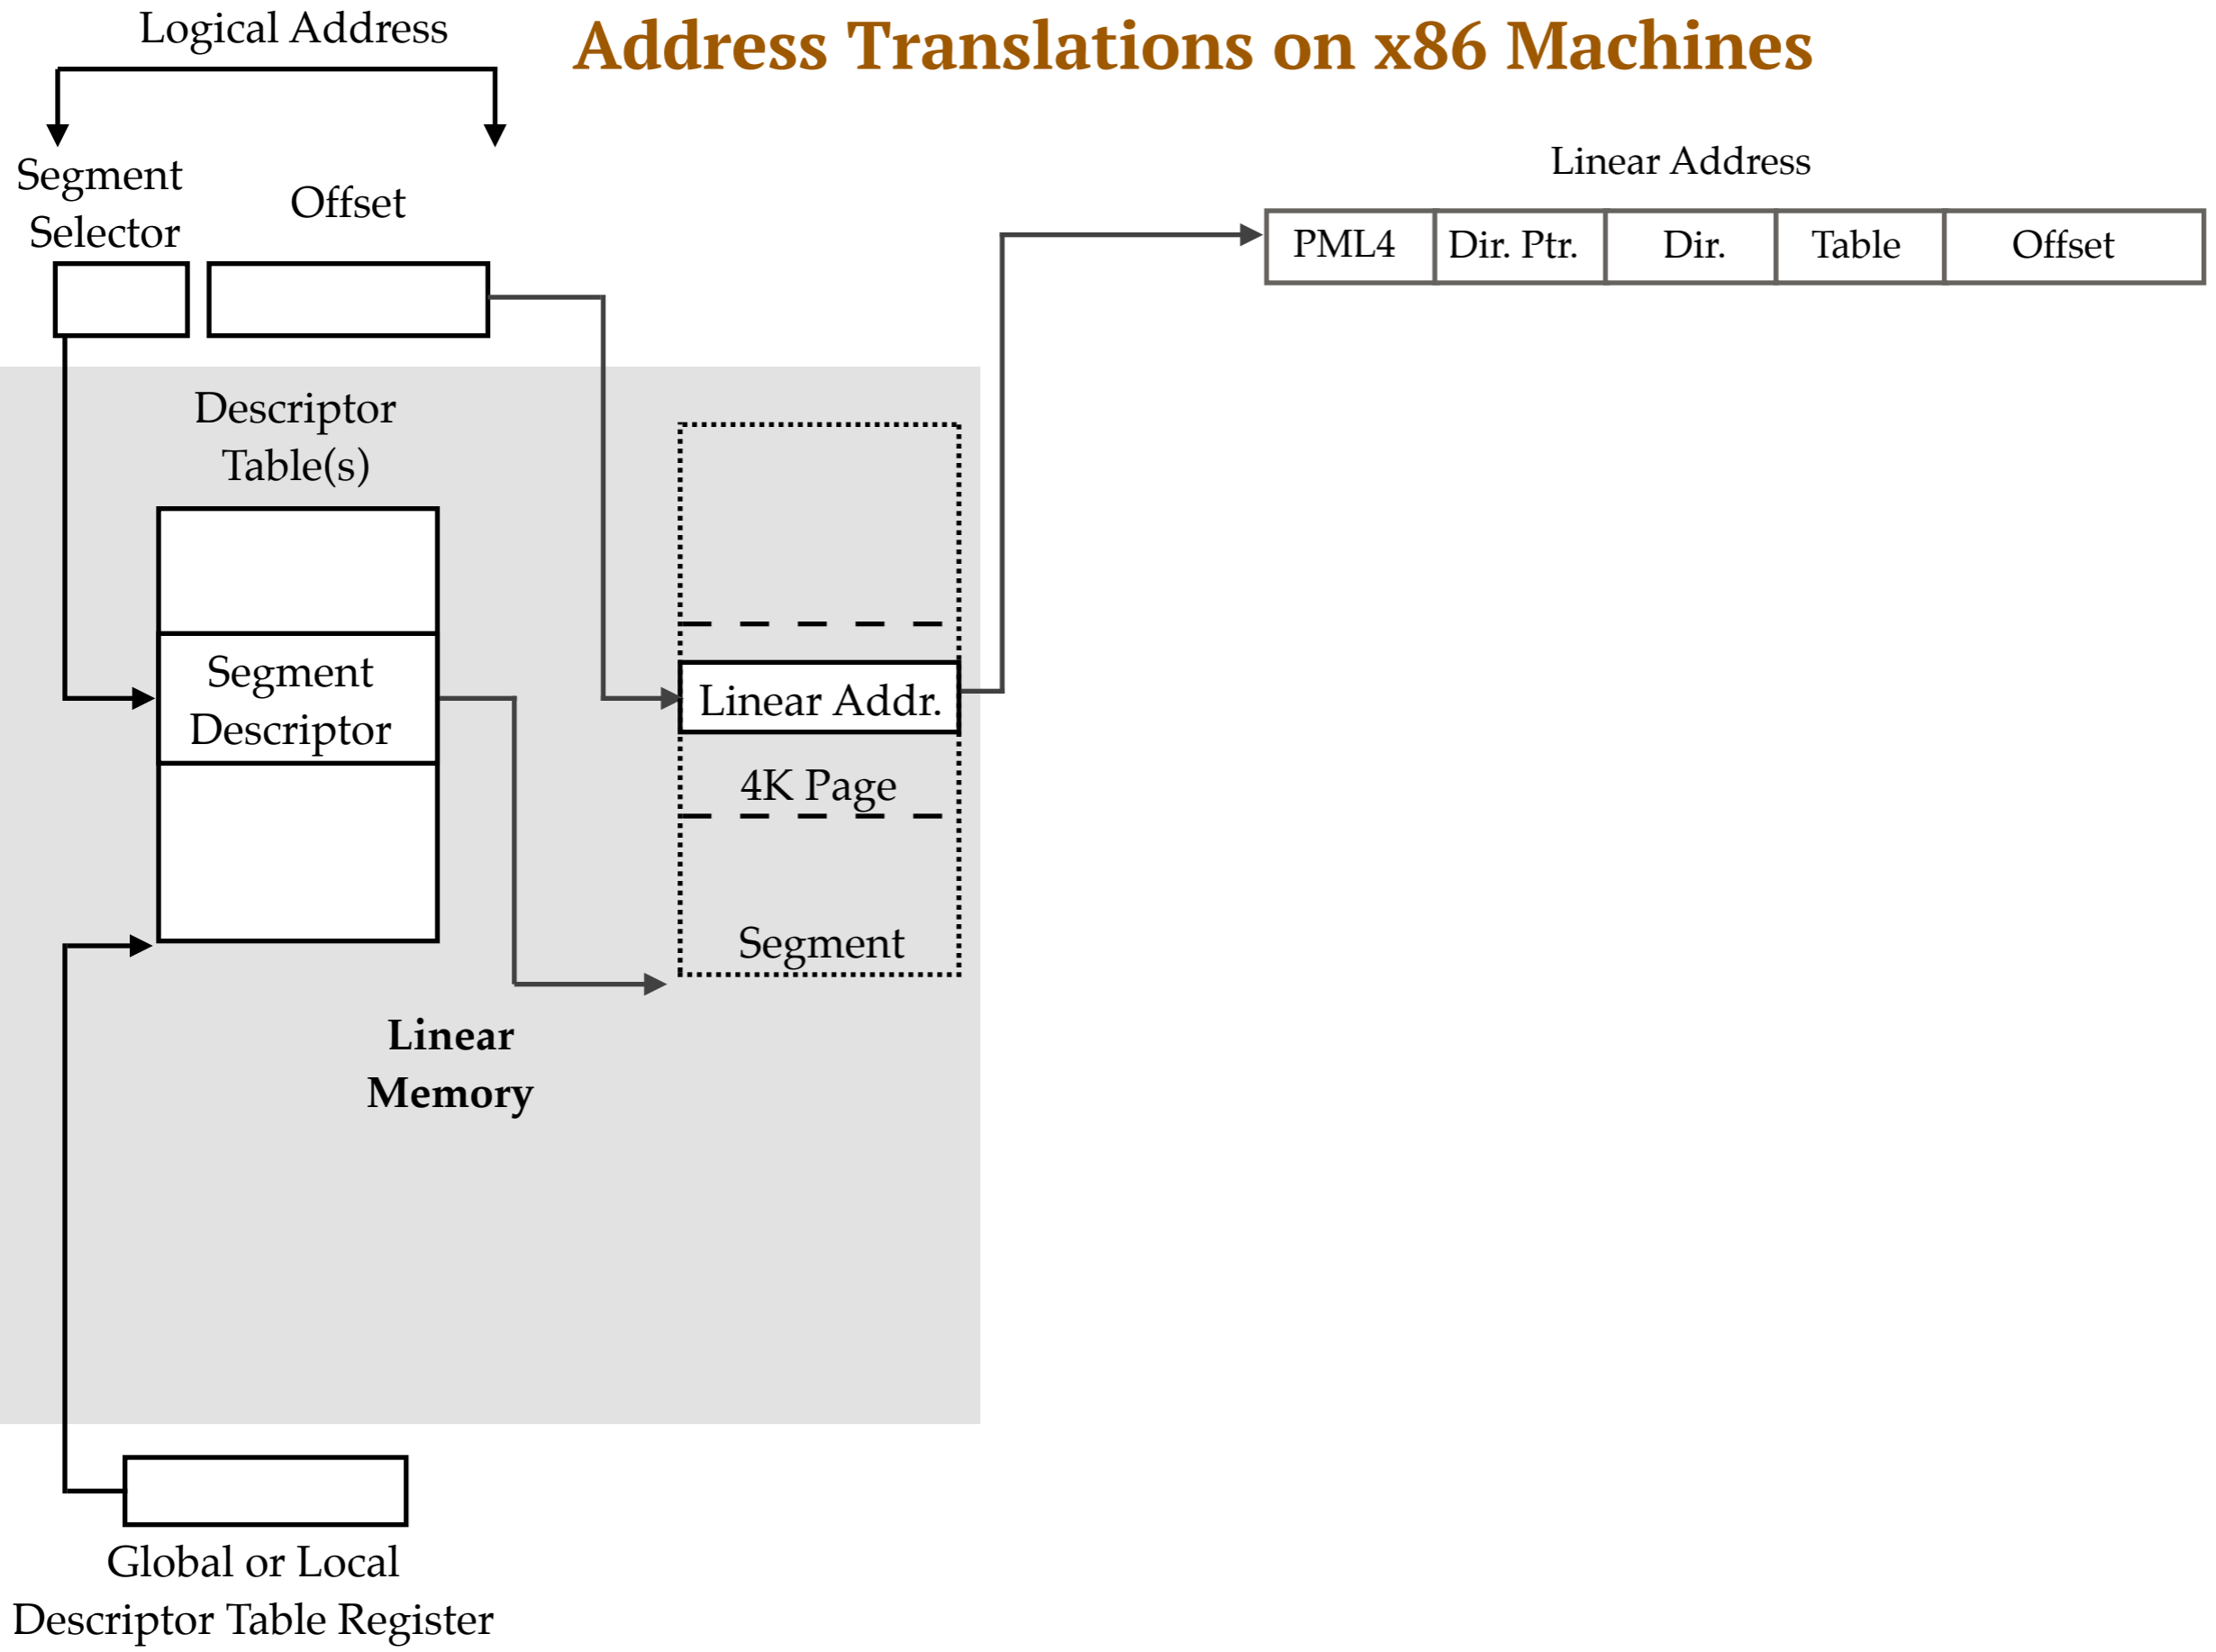 Logical Address
Address Translations on x86 Machines
Segment
Selector
Offset
Linear Address
PML4
Dir. Ptr.
Dir.
Table
Offset
Descriptor
Table(s)
Segment
Descriptor
Linear Addr.
4K Page
Segment
Linear
Memory
Global or Local
Descriptor Table Register